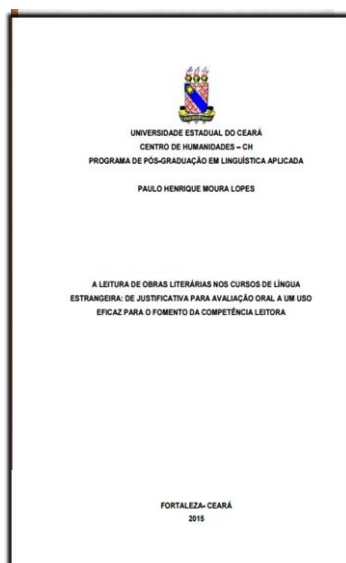 UNIVERSIDADE ESTADUAL DO CEARÁ
CENTRO DE HUMANIDADES – CH
PROGRAMA DE PÓS-GRADUAÇÃO EM LINGUÍSTICA APLICADA
PAULO HENRIQUE MOURA LOPES
A LEITURA DE OBRAS LITERÁRIAS NOS CURSOS DE LÍNGUA
ESTRANGEIRA: DE JUSTIFICATIVA PARA AVALIAÇÃO ORAL A UM USO
EFICAZ PARA O FOMENTO DA COMPETÊNCIA LEITORA
FORTALEZA- CEARÁ
2015